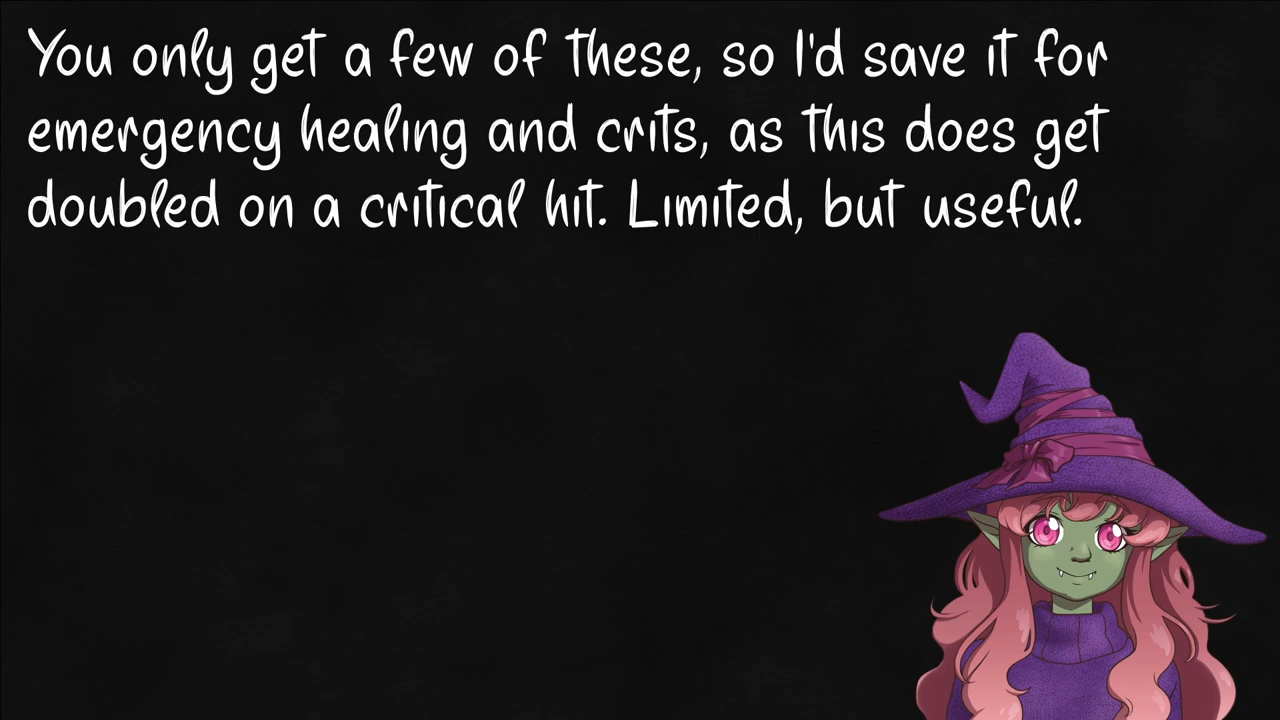 You only get a few of these, so I'd save it for
emergency healing and crits, as this does get
doubled on a critical hit. Limited, but useful.